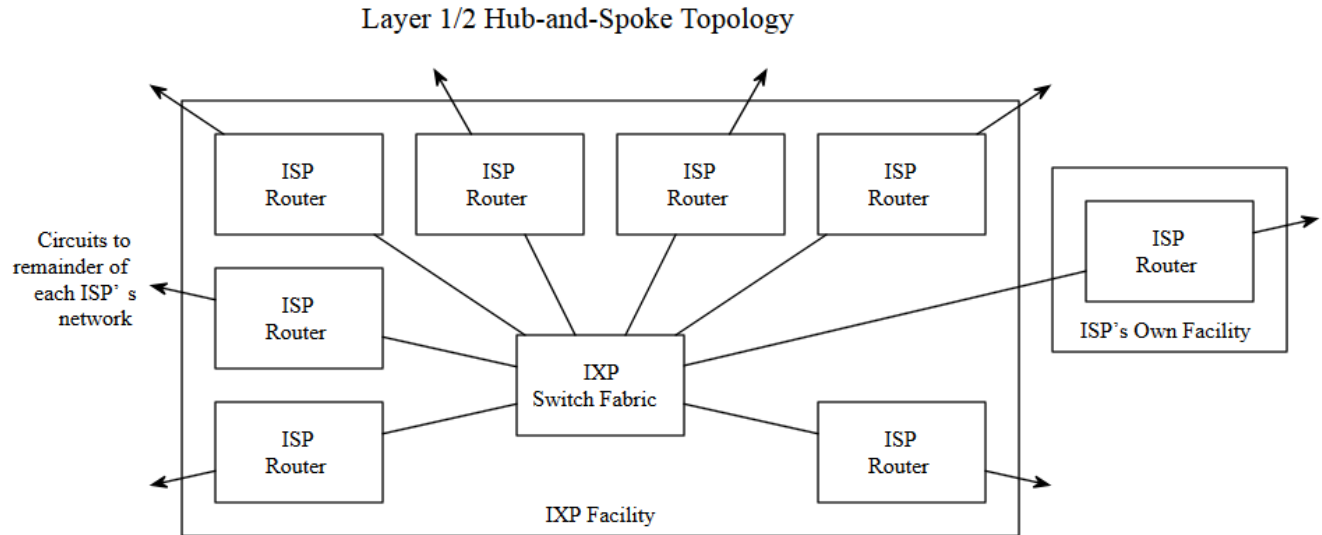 Layer 1/2 Hub-and-Spoke Topology
ISP
Router
ISP
Router
ISP
Router
ISP
Router
ISP
Router
ISP's Own Facility
Circuits to
remainder of
each ISP' s
network
ISP
Router
IXP
Switch Fabric
ISP
Router
ISP
Router
IXP Facility